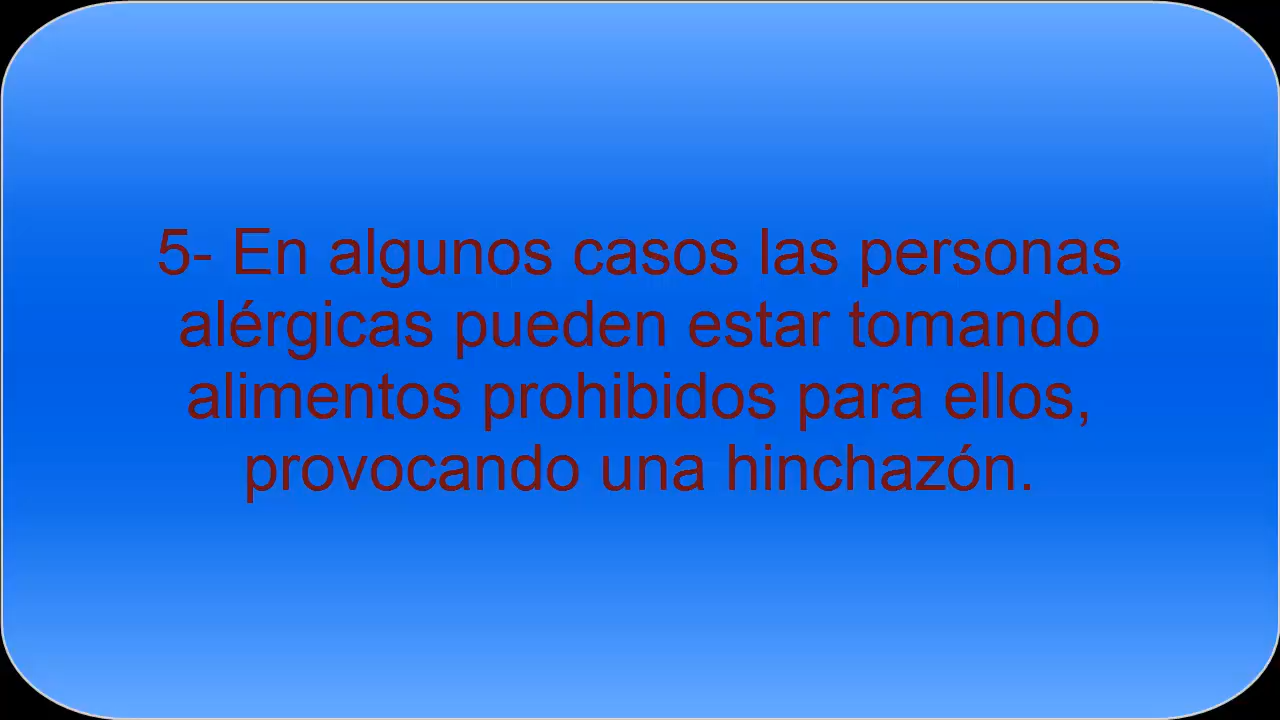 5- En algunos casos las personas
alérgicas pueden estar tomando
alimentos prohibidos para ellos,
provocando una hinchazón.